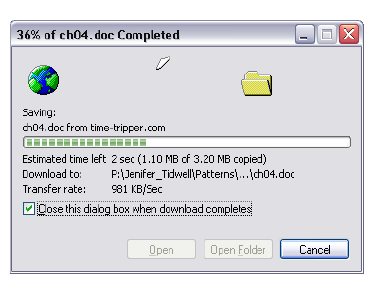 36% of ch04.doc Completed
Saving:
ch04.doc from time-tripper.com
Estimated time left 2 sec (1.10 MB of 3.20 MB copied)
Download to: P:\Jenifer_Tidwell\Patterns\...\ch04.doc
Transfer rate: 981 KB/Sec
Close this dialog box when download completes
Open Open Folder Cancel